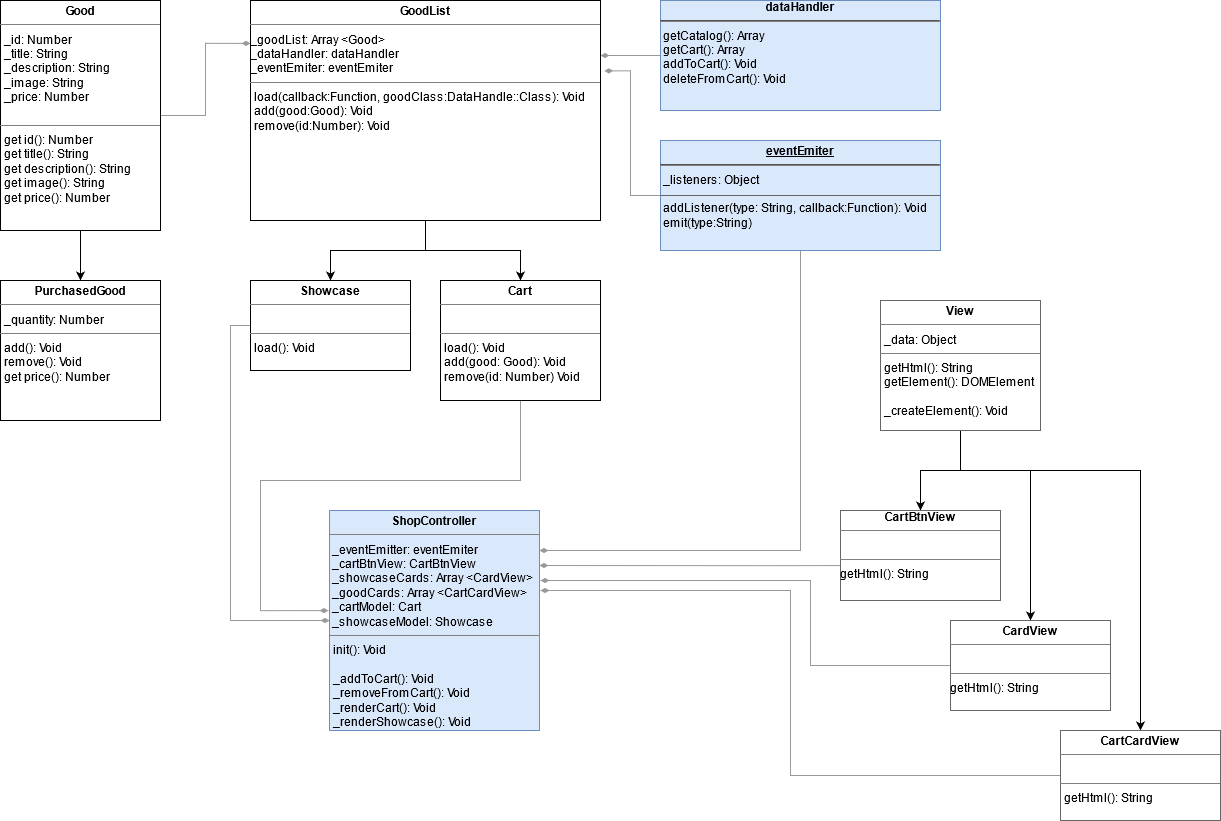 Good
_id: Number
_title: String
_description: String
_image: String
_price: Number
get id(): Number
get title(): String
get description(): String
get image(): String
get price(): Number
GoodList
_goodList: Array <Good>
_dataHandler: dataHandler
_eventEmiter: eventEmiter
load(callback:Function, goodClass:DataHandle::Class): Void
add(good:Good): Void
remove(id:Number): Void
dataHandler
getCatalog(): Array
getCart(): Array
addToCart(): Void
deleteFromCart(): Void
eventEmiter
_listeners: Object
addListener(type: String, callback:Function): Void
emit(type:String)
PurchasedGood
_quantity: Number
add(): Void
remove(): Void
get price(): Number
Showcase
load(): Void
Cart
load(): Void
add(good: Good): Void
remove(id: Number) Void
View
_data: Object
getHtml(): String
getElement(): DOMElement
_createElement(): Void
ShopController
_eventEmitter: eventEmiter
_cartBtnView: CartBtnView
_showcaseCards: Array <CardView>
_goodCards: Array <CartCardView>
_cartModel: Cart
_showcaseModel: Showcase
init(): Void
_addToCart(): Void
_removeFromCart(): Void
_renderCart(): Void
_renderShowcase(): Void
CartBtnView
getHtml(): String
CardView
getHtml(): String
CartCardView
getHtml(): String